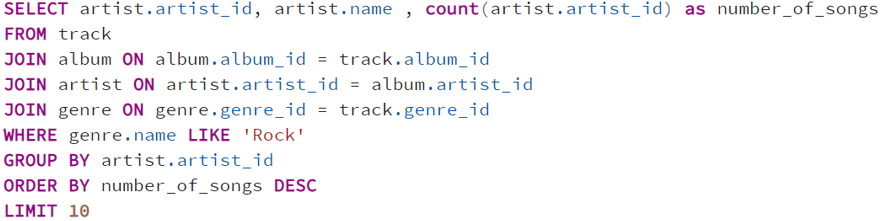 SELECT artist.artist_id, artist.name , count(artist.artist_id) as number_of_songs
FROM track
JOIN album ON album.album_id = track.album_id
JOIN artist ON artist.artist_id = album.artist_id
JOIN genre ON genre.genre_id = track.genre_id
WHERE genre.name LIKE 'Rock'
GROUP BY artist.artist_id
ORDER BY number_of_songs DESC
LIMIT 10